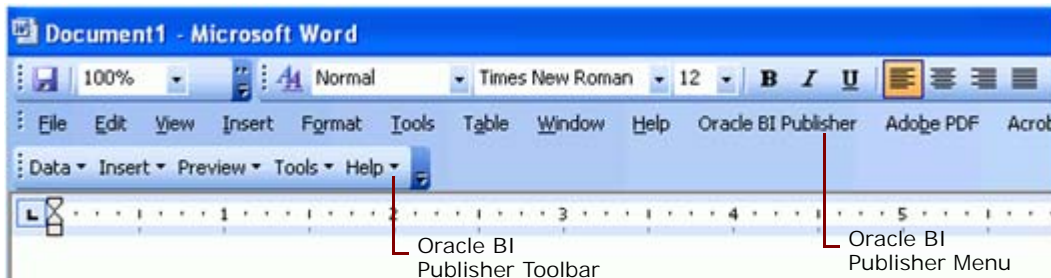 Document1 - Microsoft Word
100% Normal Times New Roman 12 B I U
File Edit View Insert Format Tools Table Window Help Oracle BI Publisher Adobe PDF Acrob
Data Insert Preview Tools Help
L 1 2 3 4 5
Oracle BI
Publisher Toolbar
Oracle BI
Publisher Menu